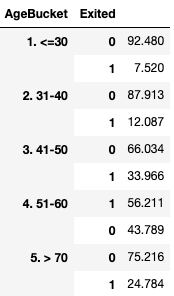 AgeBucket Exited
1. <=30 0 92.480
1 7.520
2. 31-40 0 87.913
1 12.087
3. 41-50 0 66.034
1 33.966
4. 51-60 1 56.211
0 43.789
5. > 70 0 75.216
1 24.784